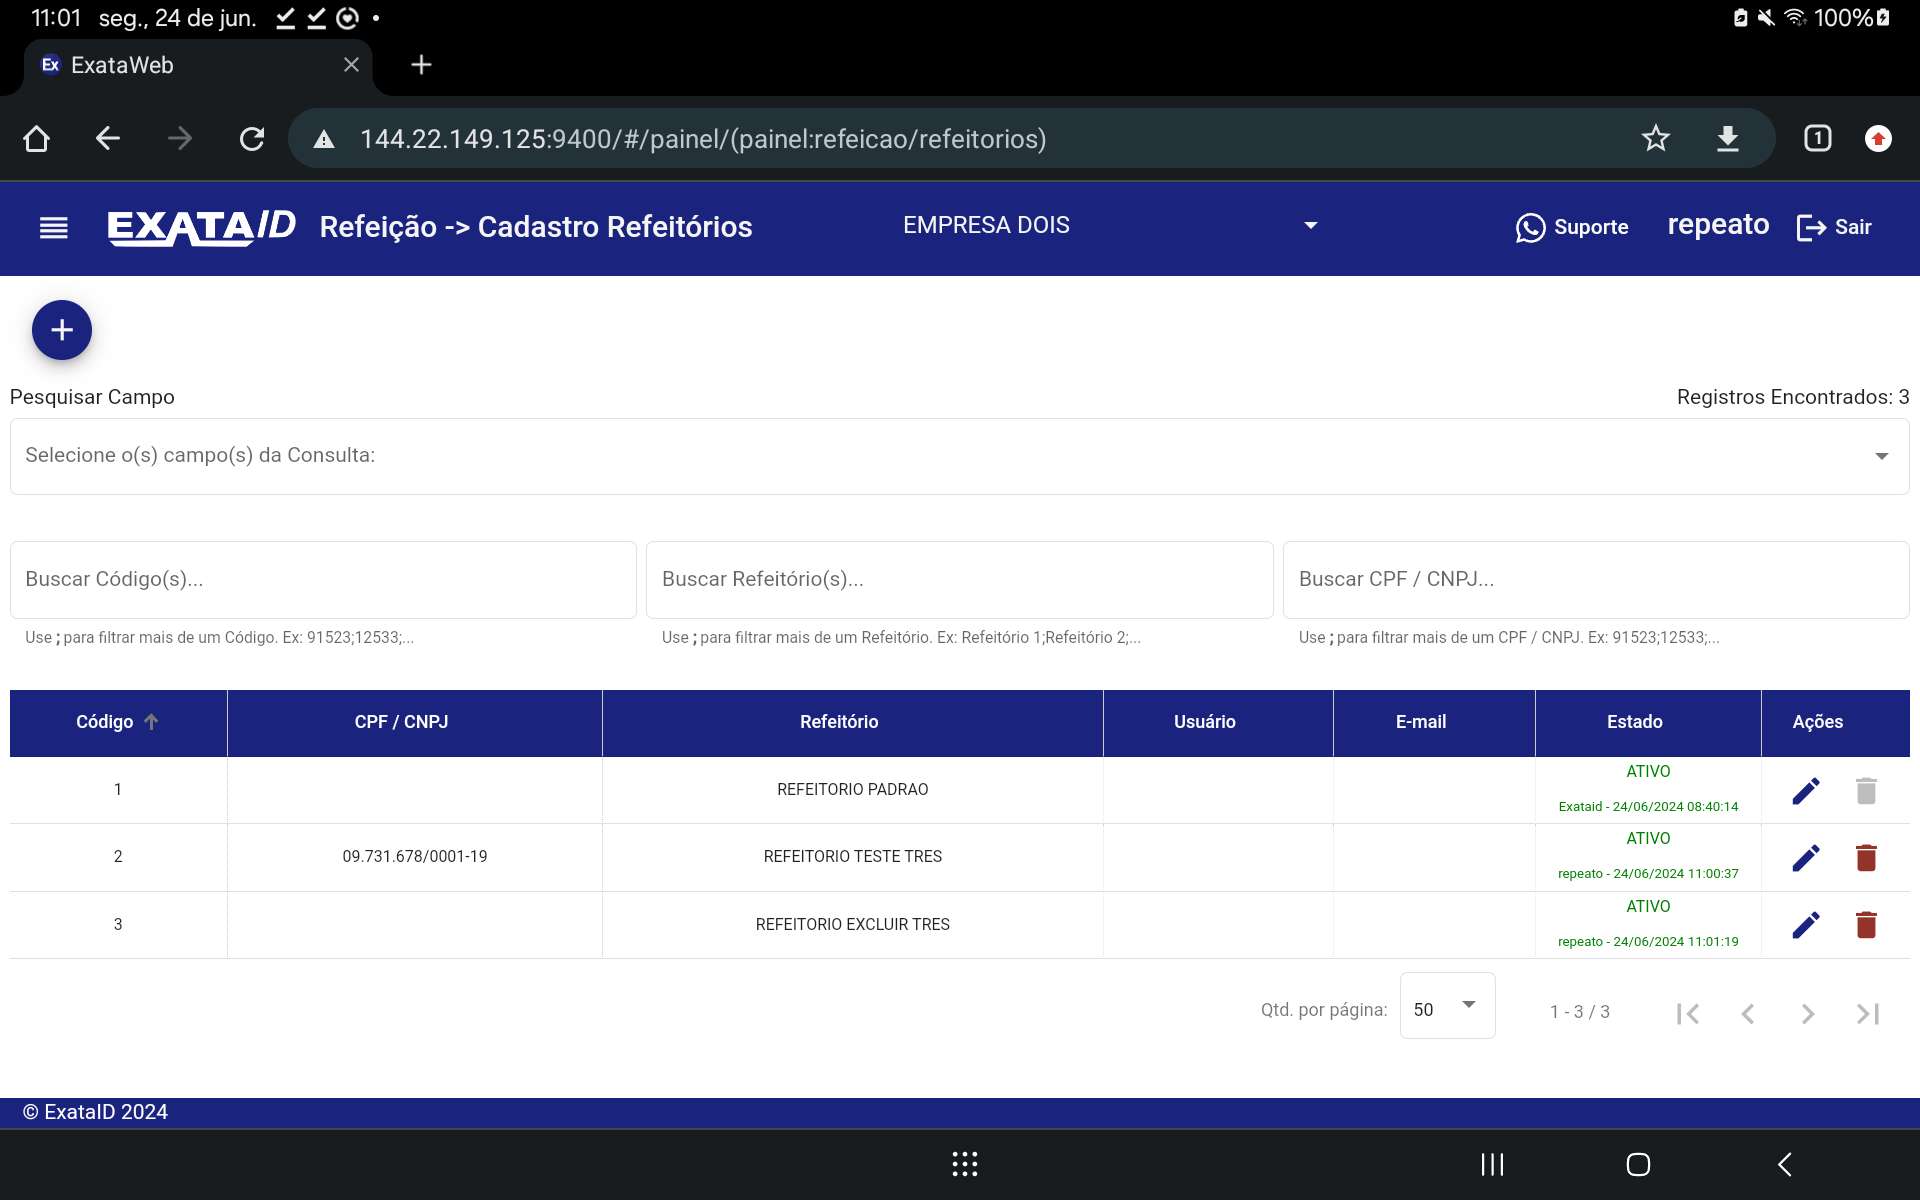 11:01 seg., 24 de jun. 100%
Ex ExataWeb
144.22.149.125:9400/#/painel/(painel:refeicao/refeitorios) 1
EXATAID Refeição -> Cadastro Refeitórios EMPRESA DOIS Suporte repeato Sair
+
Pesquisar Campo Registros Encontrados: 3
Selecione o(s) campo(s) da Consulta:
Buscar Código(s)... Buscar Refeitório(s)... Buscar CPF / CNPJ...
Use ; para filtrar mais de um Código. Ex: 91523;12533;... Use ; para filtrar mais de um Refeitório. Ex: Refeitório 1;Refeitório 2;... Use ; para filtrar mais de um CPF / CNPJ. Ex: 91523;12533;...
Código CPF / CNPJ Refeitório Usuário E-mail Estado Ações
1 REFEITORIO PADRAO ATIVO
Exataid - 24/06/2024 08:40:14
2 09.731.678/0001-19 REFEITORIO TESTE TRES ATIVO
repeato - 24/06/2024 11:00:37
3 REFEITORIO EXCLUIR TRES ATIVO
repeato - 24/06/2024 11:01:19
Qtd. por página: 50 1 - 3 / 3
© ExataID 2024